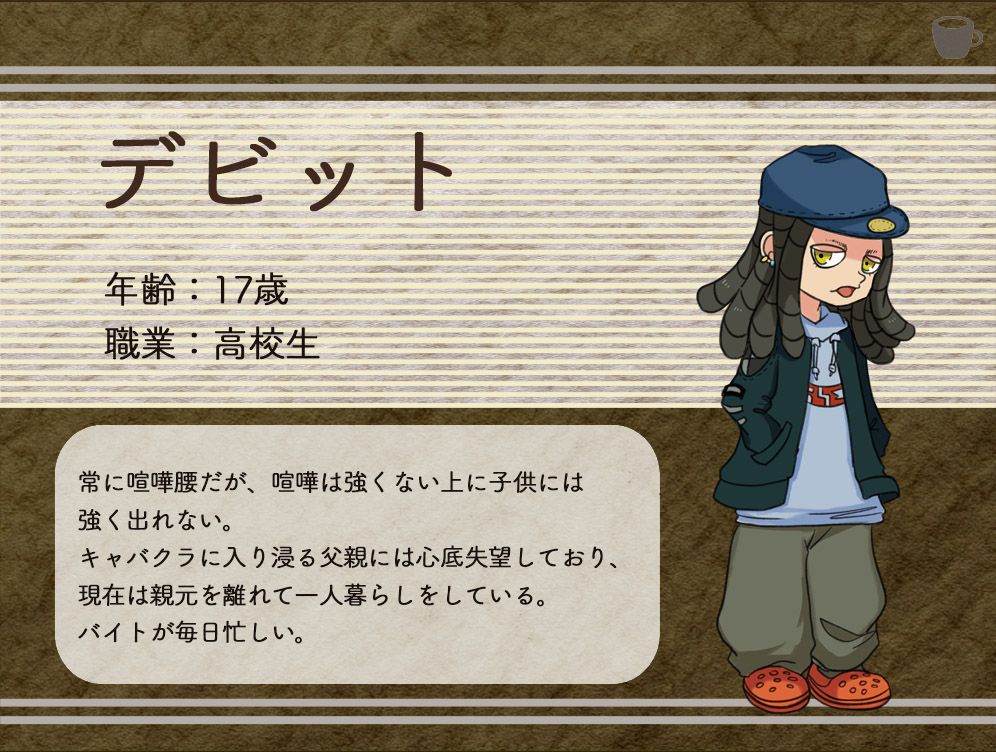 デビット
年齢：17歳
職業：高校生
常に喧嘩腰だが、喧嘩は強くない上に子供には
強く出れない。
キャバクラに入り浸る父親には心底失望しており、
現在は親元を離れて一人暮らしをしている。
バイトが毎日忙しい。